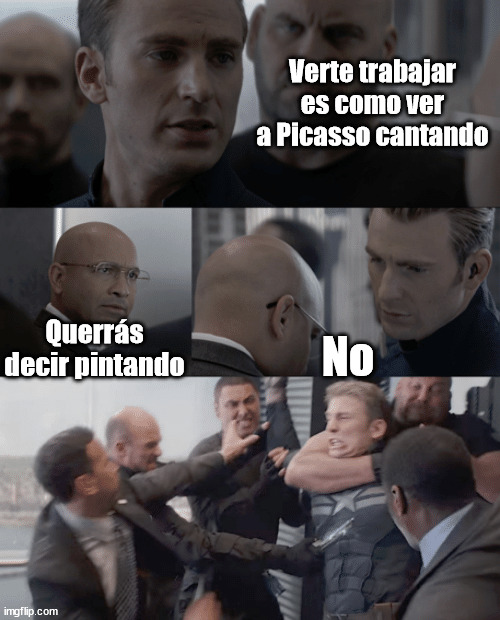 Verte trabajar
es como ver
a Picasso cantando
Querrás
decir pintando
No
imgflip.com